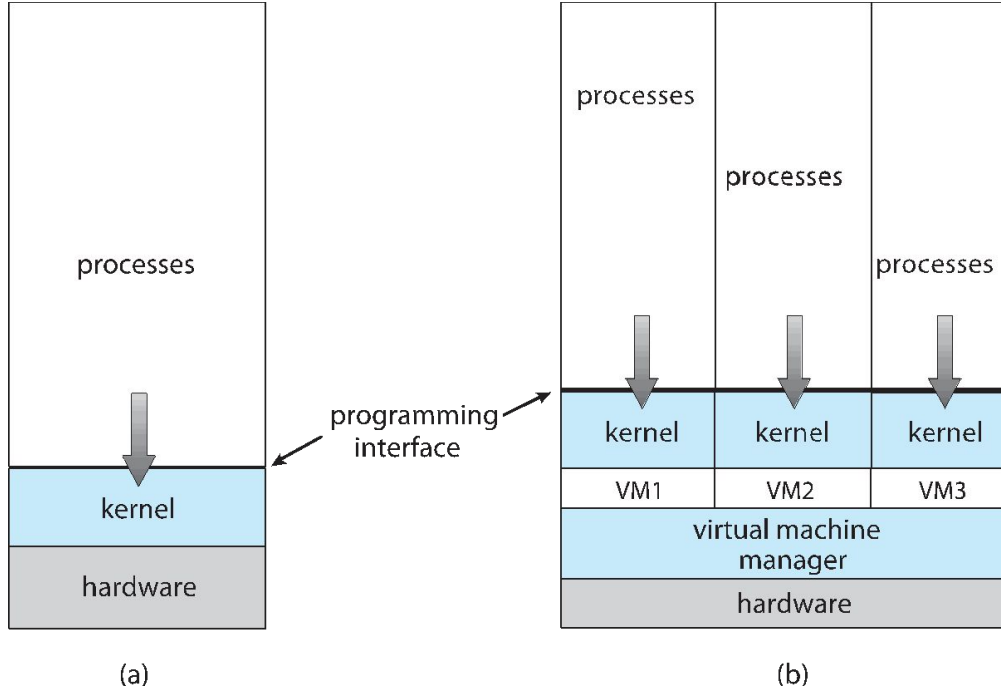 processes
kernel
hardware
(a)
programming
interface
processes
processes
processes
kernel
kernel
kernel
VM1
VM2
VM3
virtual machine
manager
hardware
(b)